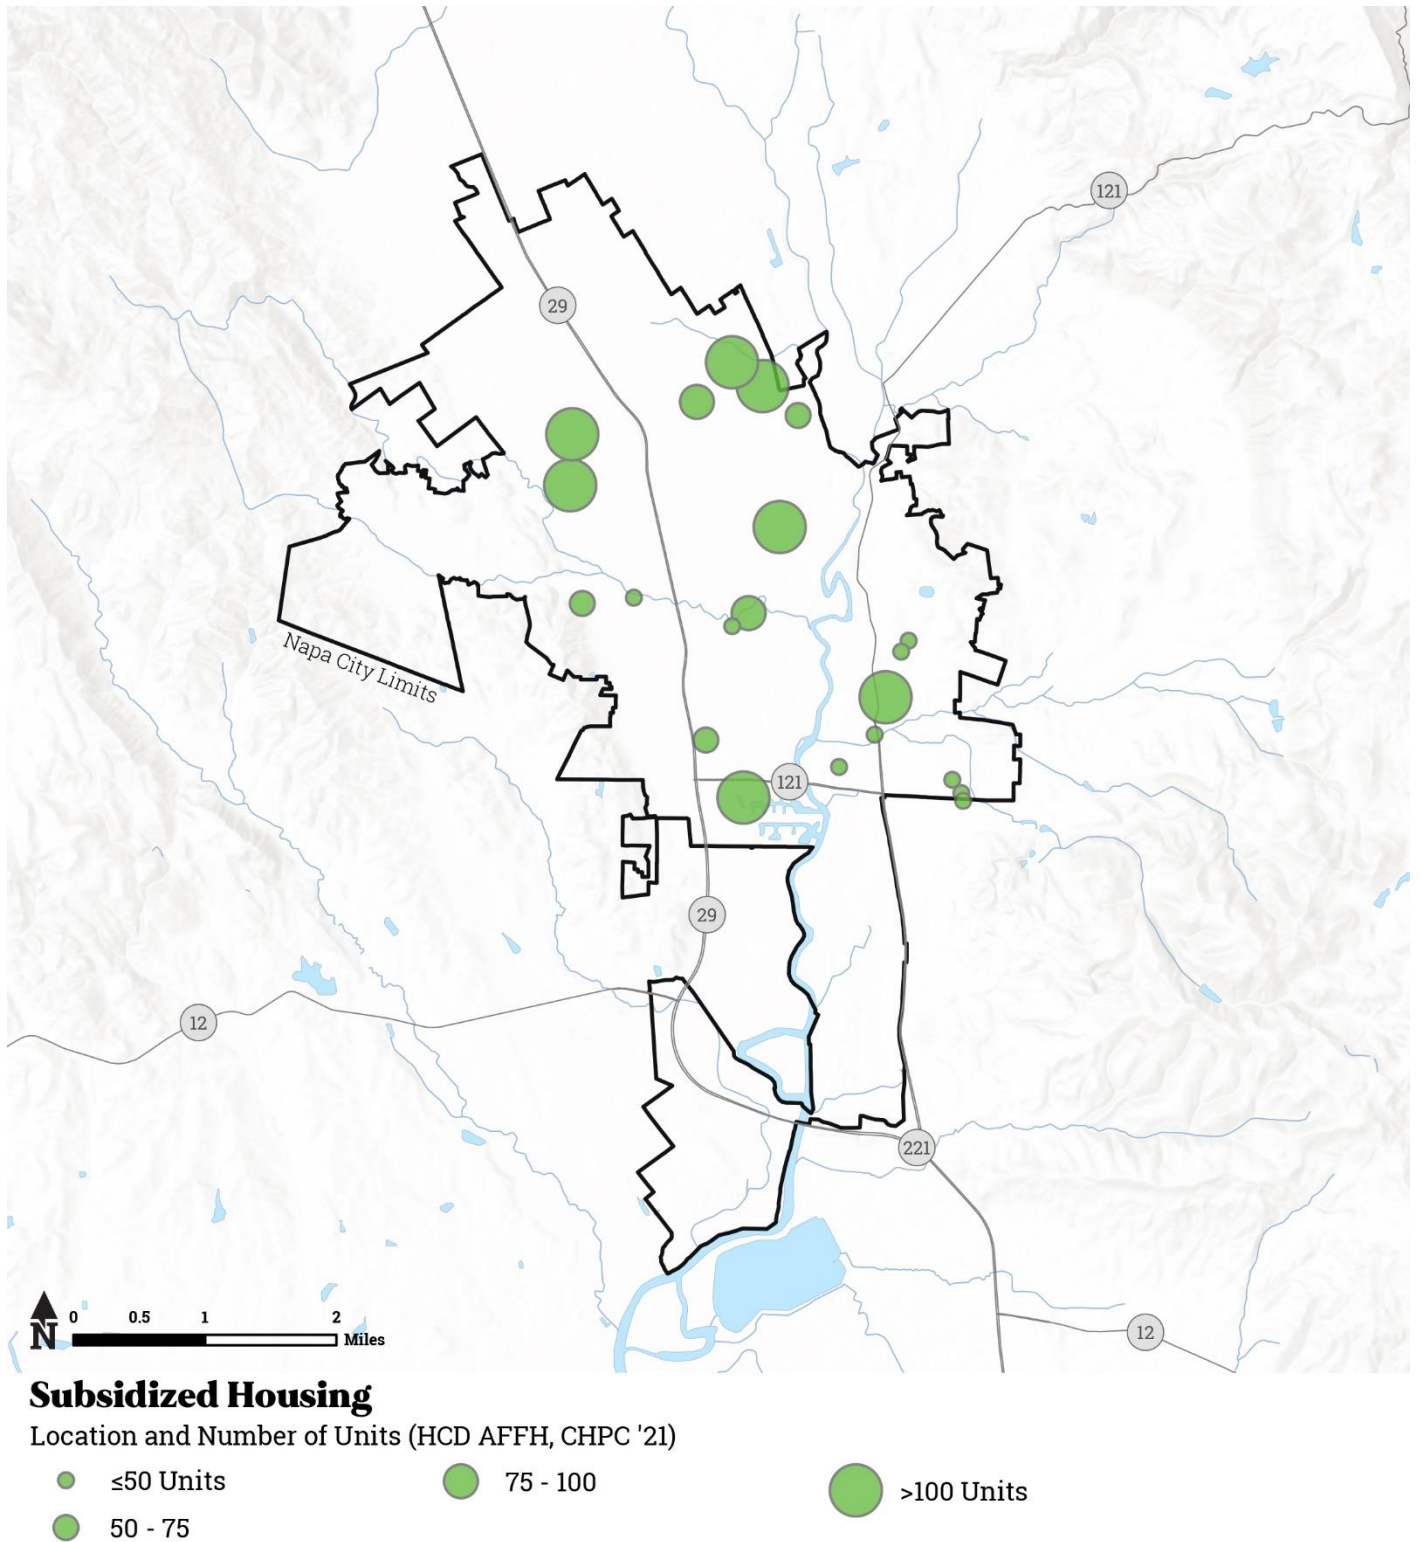 121
29
Napa City Limits
121
29
12
221
12
N
0 0.5 1 2
Miles
Subsidized Housing
Location and Number of Units (HCD AFFH, CHPC '21)
≤50 Units
75 - 100
>100 Units
50 - 75